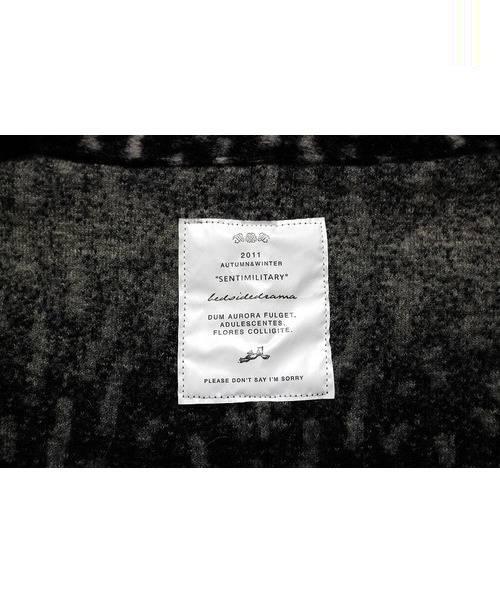 2011
AUTUMN&WINTER
"SENTIMILITARY"
bedsidedrama
DUM AURORA FULGET,
ADULESCENTES,
FLORES COLLIGITE.
PLEASE DON'T SAY I'M SORRY